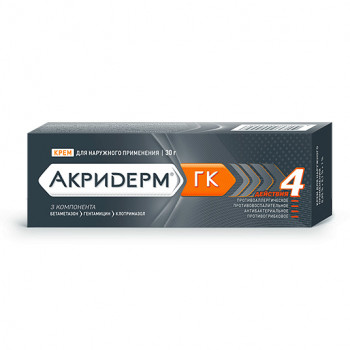 КРЕМ ДЛЯ НАРУЖНОГО ПРИМЕНЕНИЯ | 30 г
АКРИДЕРМ® ГК
3 КОМПОНЕНТА
БЕТАМЕТАЗОН ГЕНТАМИЦИН КЛОТРИМАЗОЛ
4 ДЕЙСТВИЯ
ПРОТИВОАЛЛЕРГИЧЕСКОЕ
ПРОТИВОВОСПАЛИТЕЛЬНОЕ
АНТИБАКТЕРИАЛЬНОЕ
ПРОТИВОГРИБКОВОЕ